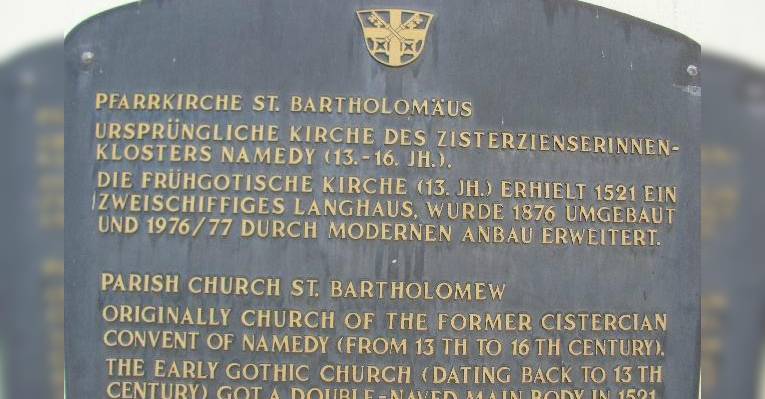 PFARRKIRCHE ST. BARTHOLOMÄUS
URSPRÜNGLICHE KIRCHE DES ZISTERZIENSERINNEN-
KLOSTERS NAMEDY (13.-16. JH.).
DIE FRÜHGOTISCHE KIRCHE (13. JH.) ERHIELT 1521 EIN
ZWEISCHIFFIGES LANGHAUS, WURDE 1876 UMGEBAUT
UND 1976/77 DURCH MODERNEN ANBAU ERWEITERT.
PARISH CHURCH ST. BARTHOLOMEW
ORIGINALLY CHURCH OF THE FORMER CISTERCIAN
CONVENT OF NAMEDY (FROM 13 TH TO 16 TH CENTURY).
THE EARLY GOTHIC CHURCH (DATING BACK TO 13 TH
CENTURY) GOT A DOUBLE-NAVED MAIN BODY IN 1521